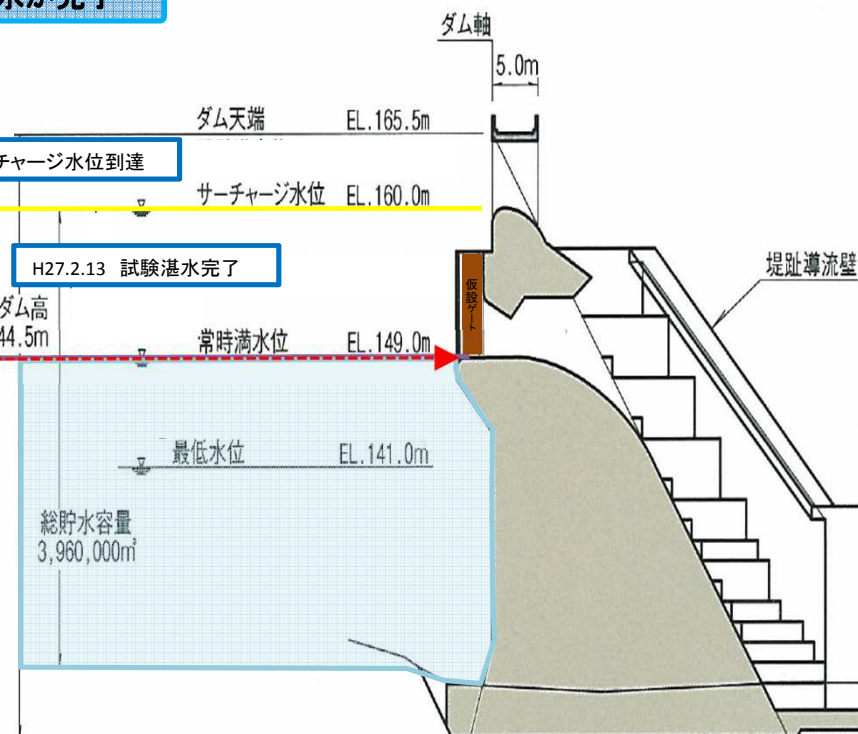 水が完了
ダム軸
5.0m
ダム天端 EL.165.5m
チャージ水位到達
サーチャージ水位 EL.160.0m
H27.2.13 試験湛水完了
仮設ゲート
堤趾導流壁
ダム高
44.5m
常時満水位 EL.149.0m
最低水位 EL.141.0m
総貯水容量
3,960,000㎥